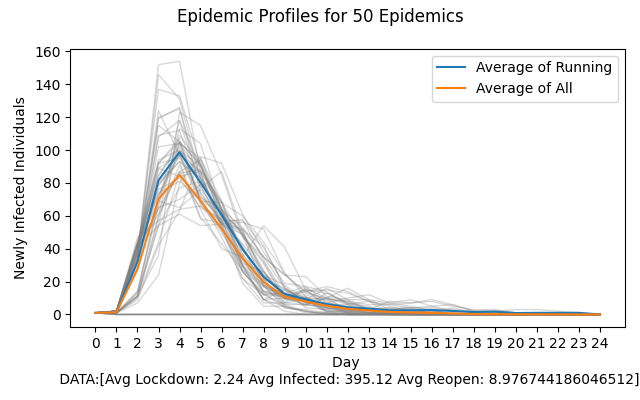 Epidemic Profiles for 50 Epidemics
Average of Running
Average of All
Newly Infected Individuals
160
140
120
100
80
60
40
20
0
0 1 2 3 4 5 6 7 8 9 10 11 12 13 14 15 16 17 18 19 20 21 22 23 24
Day
DATA:[Avg Lockdown: 2.24 Avg Infected: 395.12 Avg Reopen: 8.976744186046512]